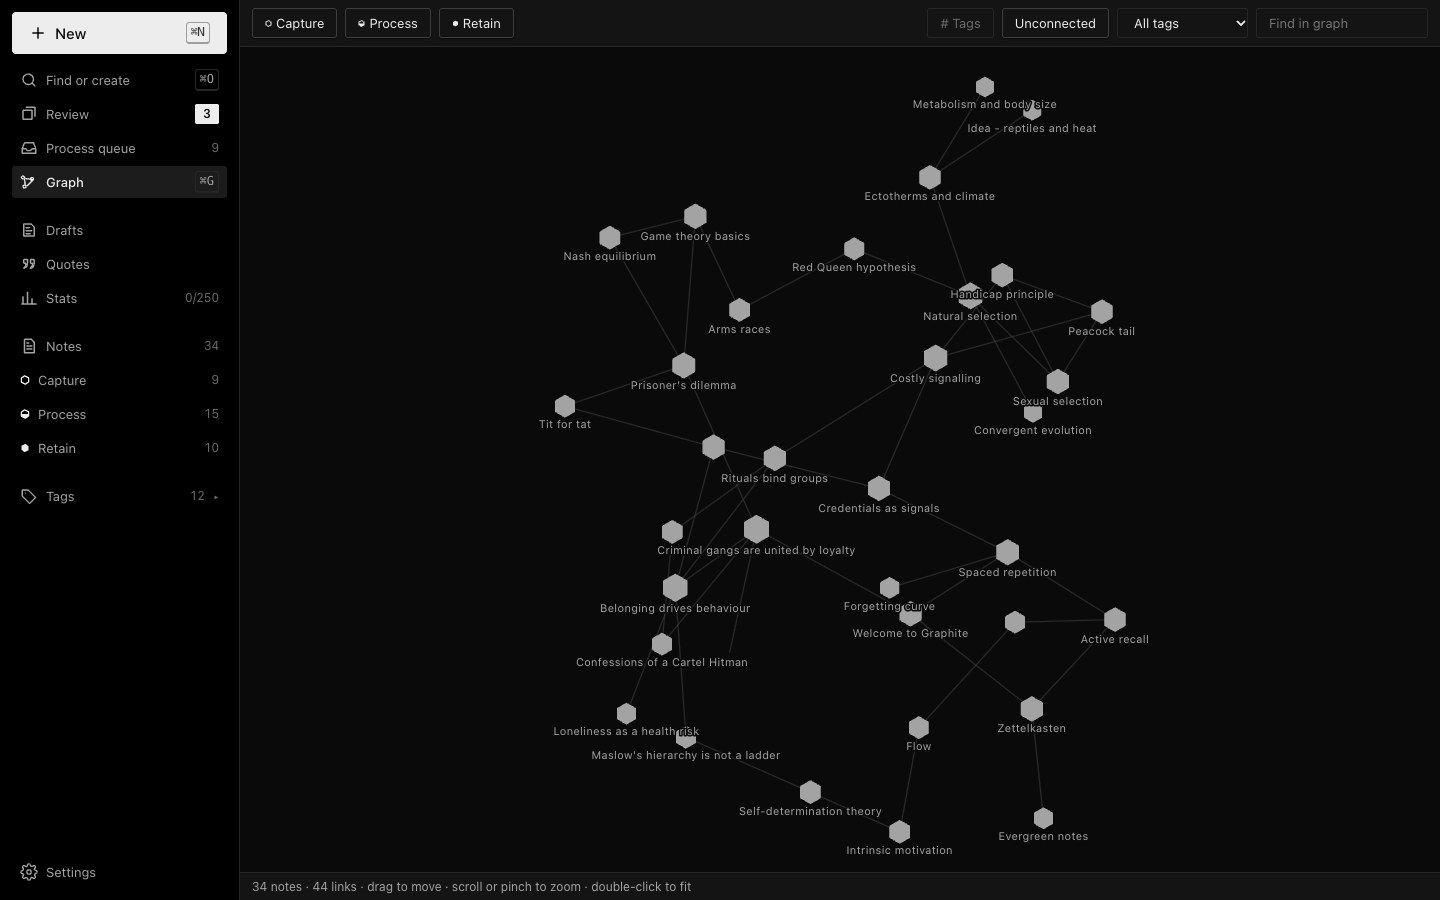 New ⌘N
Find or create ⌘O
Review 3
Process queue 9
Graph ⌘G
Drafts
Quotes
Stats 0/250
Notes 34
Capture 9
Process 15
Retain 10
Tags 12
Settings
Capture Process Retain # Tags Unconnected All tags Find in graph
Metabolism and body size
Idea - reptiles and heat
Ectotherms and climate
Game theory basics
Nash equilibrium
Red Queen hypothesis
Handicap principle
Natural selection
Arms races
Peacock tail
Costly signalling
Prisoner's dilemma
Sexual selection
Tit for tat
Convergent evolution
Rituals bind groups
Credentials as signals
Criminal gangs are united by loyalty
Spaced repetition
Belonging drives behaviour
Forgetting curve
Welcome to Graphite
Active recall
Confessions of a Cartel Hitman
Loneliness as a health risk
Zettelkasten
Flow
Maslow's hierarchy is not a ladder
Self-determination theory
Evergreen notes
Intrinsic motivation
34 notes · 44 links · drag to move · scroll or pinch to zoom · double-click to fit